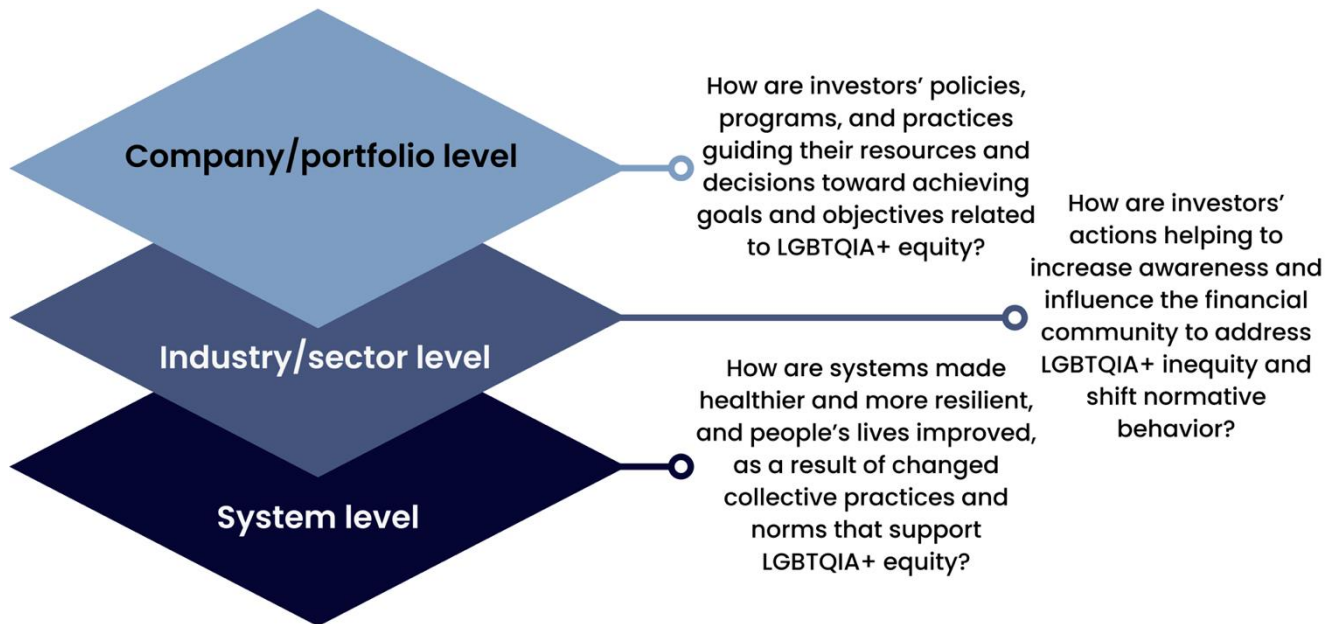 Company/portfolio level
How are investors’ policies,
programs, and practices
guiding their resources and
decisions toward achieving
goals and objectives related
to LGBTQIA+ equity?
Industry/sector level
How are investors’
actions helping to
increase awareness and
influence the financial
community to address
LGBTQIA+ inequity and
shift normative
behavior?
System level
How are systems made
healthier and more resilient,
and people’s lives improved,
as a result of changed
collective practices and
norms that support
LGBTQIA+ equity?